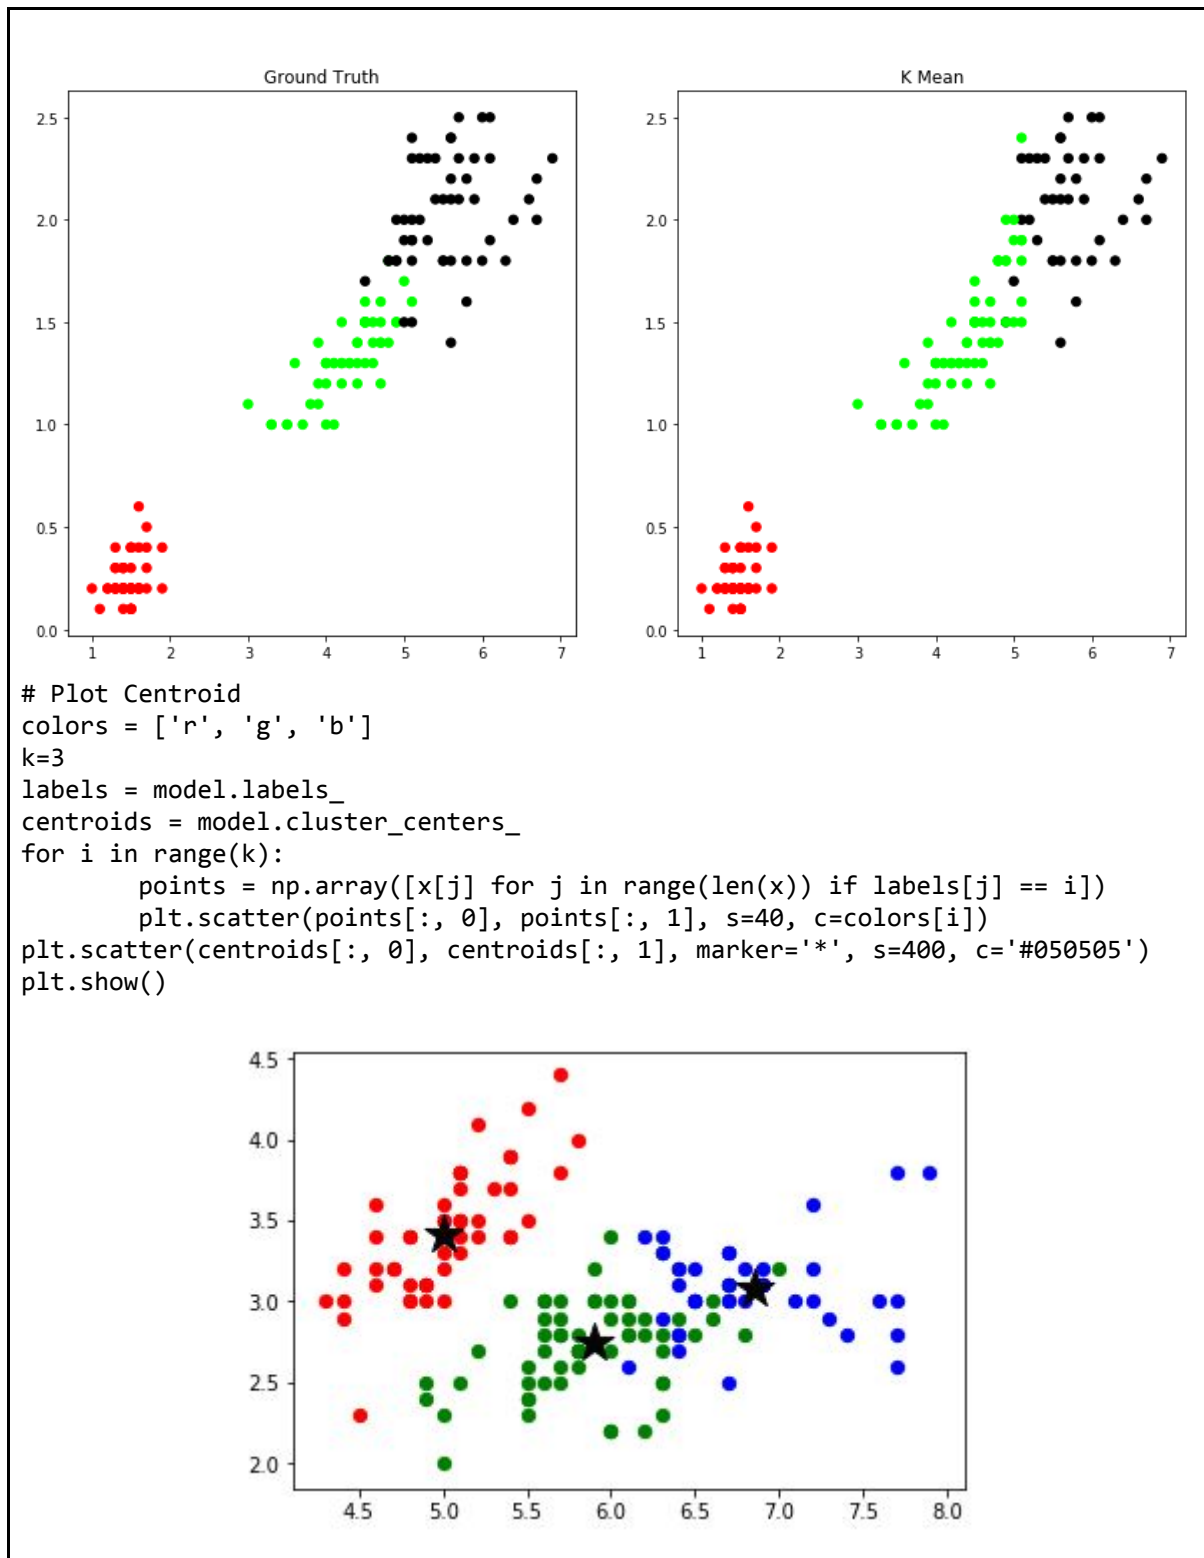 Ground Truth
K Mean
2.5
2.0
1.5
1.0
0.5
0.0
1 2 3 4 5 6 7
2.5
2.0
1.5
1.0
0.5
0.0
1 2 3 4 5 6 7
# Plot Centroid
colors = ['r', 'g', 'b']
k=3
labels = model.labels_
centroids = model.cluster_centers_
for i in range(k):
        points = np.array([x[j] for j in range(len(x)) if labels[j] == i])
        plt.scatter(points[:, 0], points[:, 1], s=40, c=colors[i])
plt.scatter(centroids[:, 0], centroids[:, 1], marker='*', s=400, c='#050505')
plt.show()
4.5
4.0
3.5
3.0
2.5
2.0
4.5 5.0 5.5 6.0 6.5 7.0 7.5 8.0